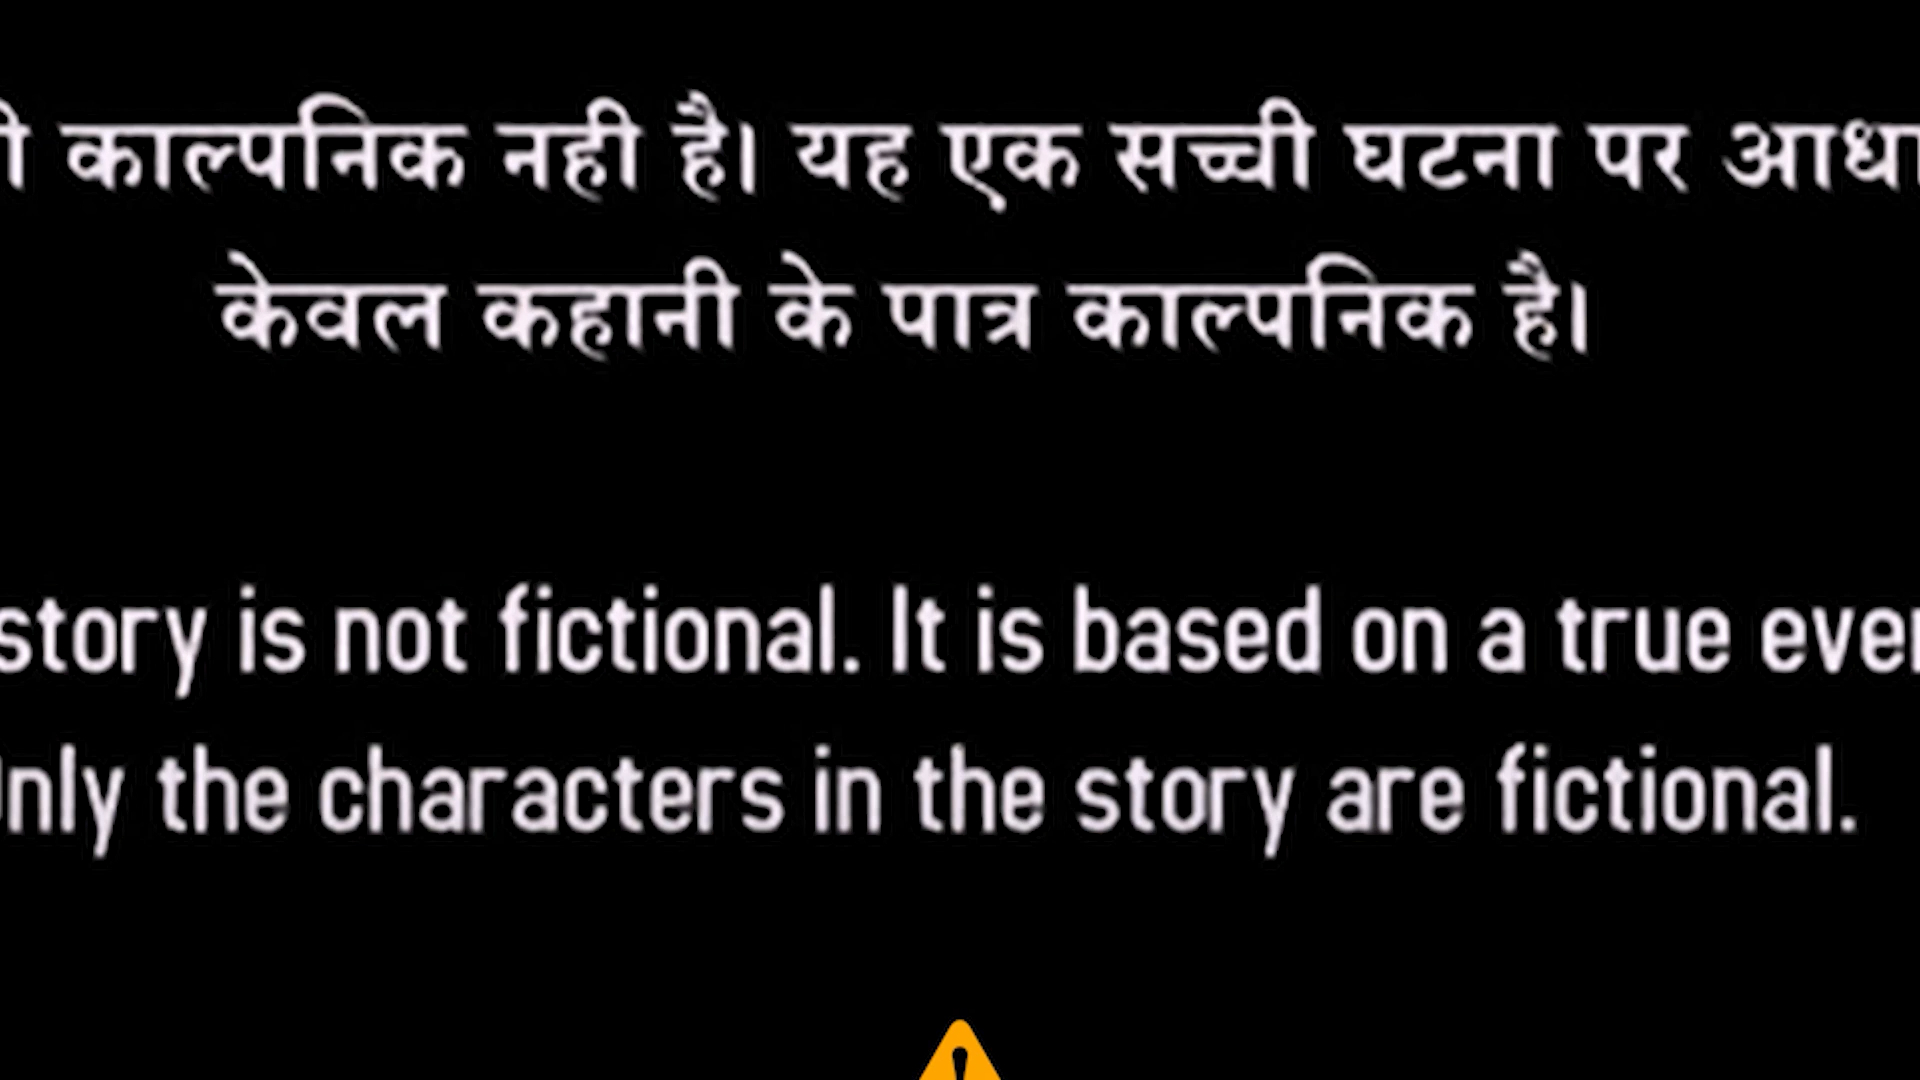 काल्पनिक नही है। यह एक सच्ची घटना पर
केवल कहानी के पात्र काल्पनिक है।
story is not fictional. It is based on a true
the characters in the story are fictional.